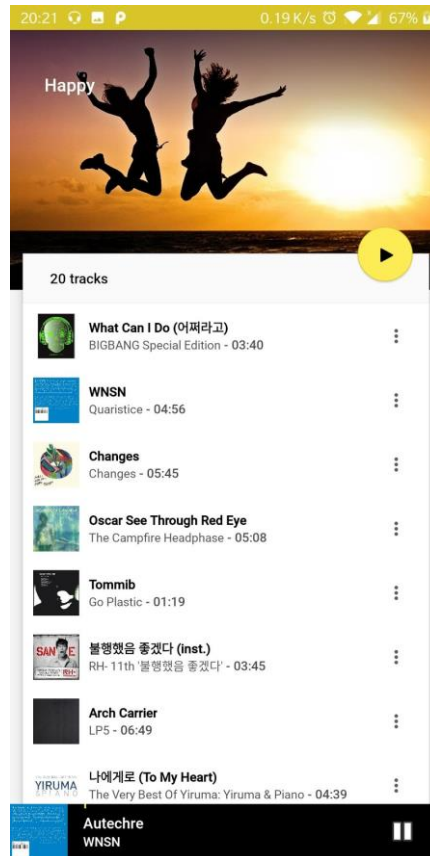 20:21 0.19 K/s 67%
Happy
20 tracks
What Can I Do (어쩌라고)
BIGBANG Special Edition - 03:40
WNSN
Quaristice - 04:56
Changes
Changes - 05:45
Oscar See Through Red Eye
The Campfire Headphase - 05:08
Tommib
Go Plastic - 01:19
불행했음 좋겠다 (inst.)
RH- 11th '불행했음 좋겠다' - 03:45
Arch Carrier
LP5 - 06:49
YIRUMA
나에게로 (To My Heart)
The Very Best Of Yiruma: Yiruma & Piano - 04:39
Autechre
WNSN